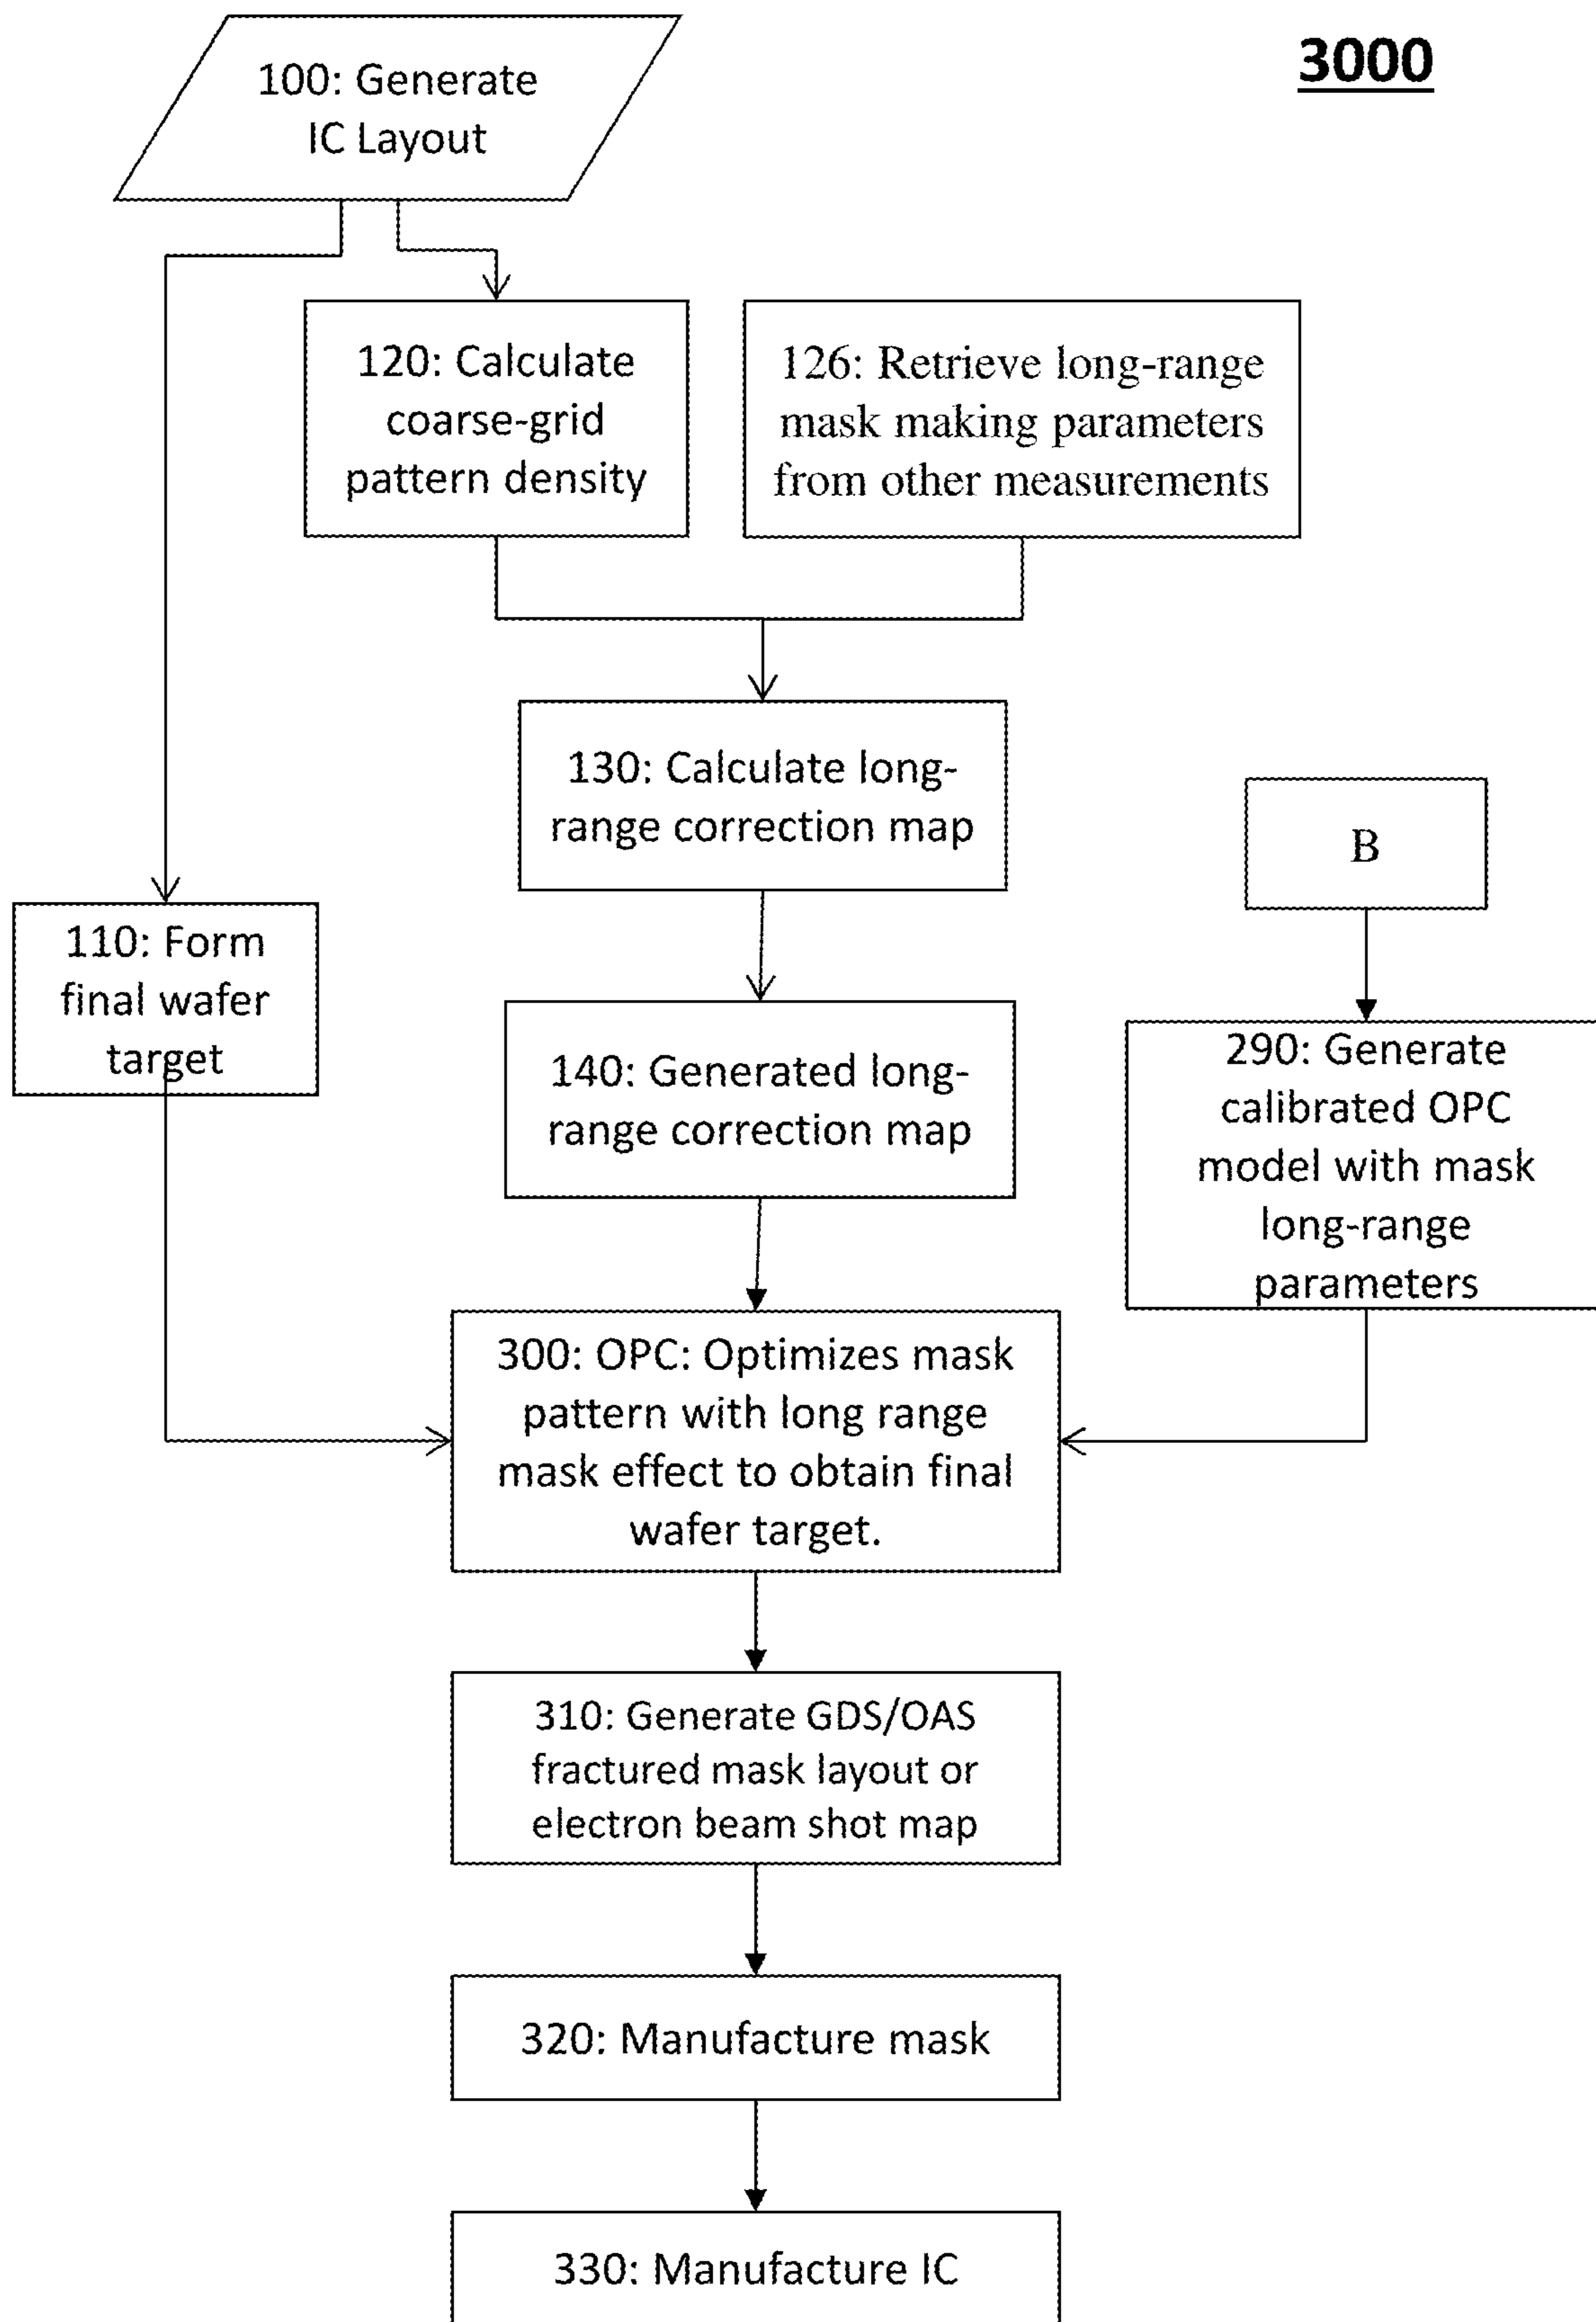 3000
100: Generate
IC Layout
120: Calculate
coarse-grid
pattern density
126: Retrieve long-range
mask making parameters
from other measurements
130: Calculate long-
range correction map
B
110: Form
final wafer
target
140: Generated long-
range correction map
290: Generate
calibrated OPC
model with mask
long-range
parameters
300: OPC: Optimizes mask
pattern with long range
mask effect to obtain final
wafer target.
310: Generate GDS/OAS
fractured mask layout or
electron beam shot map
320: Manufacture mask
330: Manufacture IC